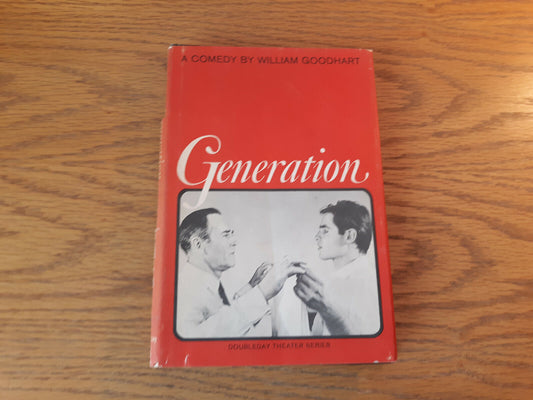 A COMEDY BY WILLIAM GOODHART
Generation
DOUBLEDAY THEATER SERIES